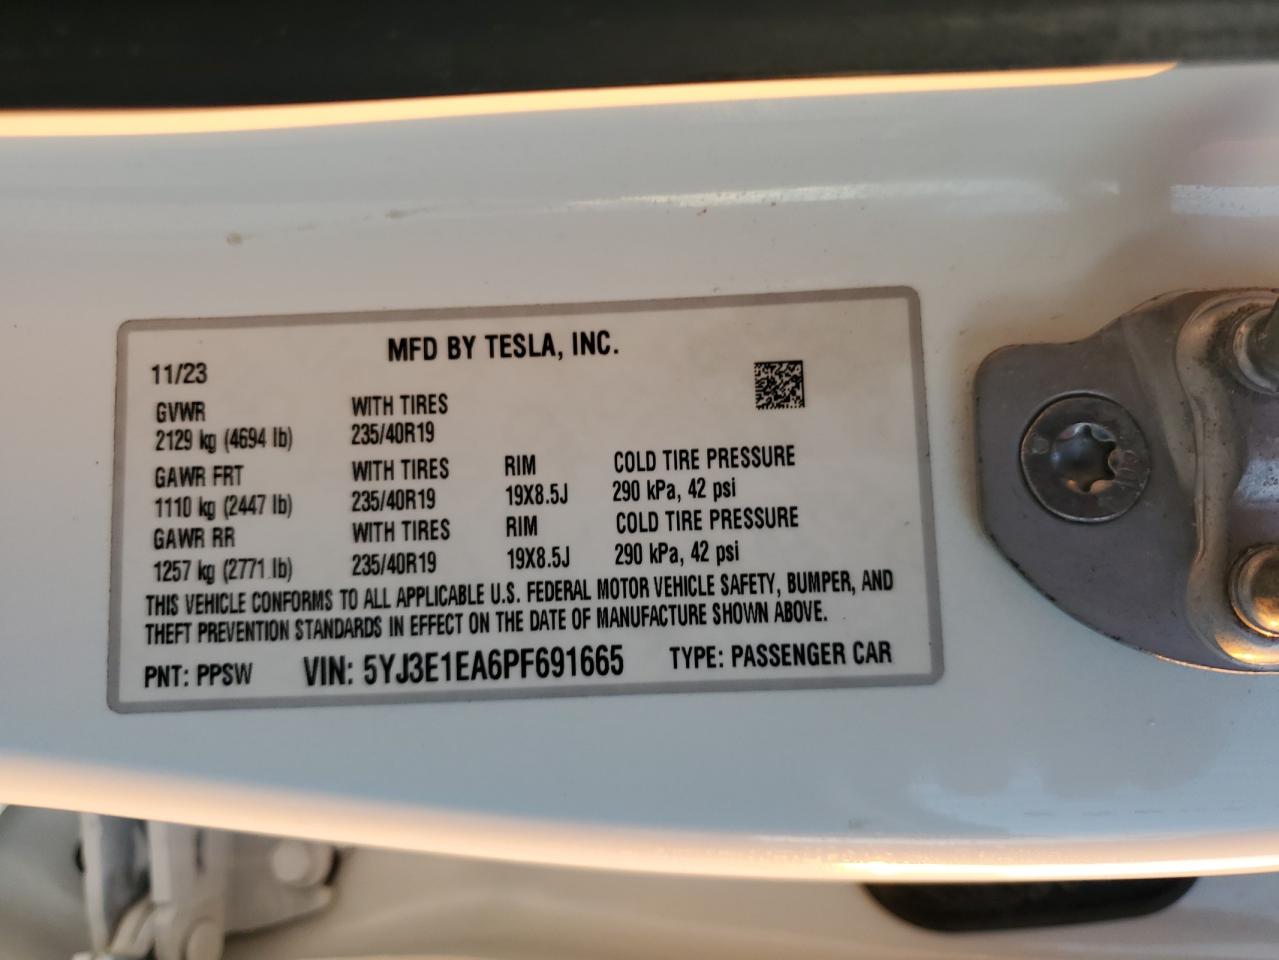 MFD BY TESLA, INC.
11/23
GVWR WITH TIRES
2129 kg (4694 lb) 235/40R19
GAWR FRT WITH TIRES RIM COLD TIRE PRESSURE
1110 kg (2447 lb) 235/40R19 19X8.5J 290 kPa, 42 psi
GAWR RR WITH TIRES RIM COLD TIRE PRESSURE
1257 kg (2771 lb) 235/40R19 19X8.5J 290 kPa, 42 psi
THIS VEHICLE CONFORMS TO ALL APPLICABLE U.S. FEDERAL MOTOR VEHICLE SAFETY, BUMPER, AND
THEFT PREVENTION STANDARDS IN EFFECT ON THE DATE OF MANUFACTURE SHOWN ABOVE.
PNT: PPSW VIN: 5YJ3E1EA6PF691665 TYPE: PASSENGER CAR